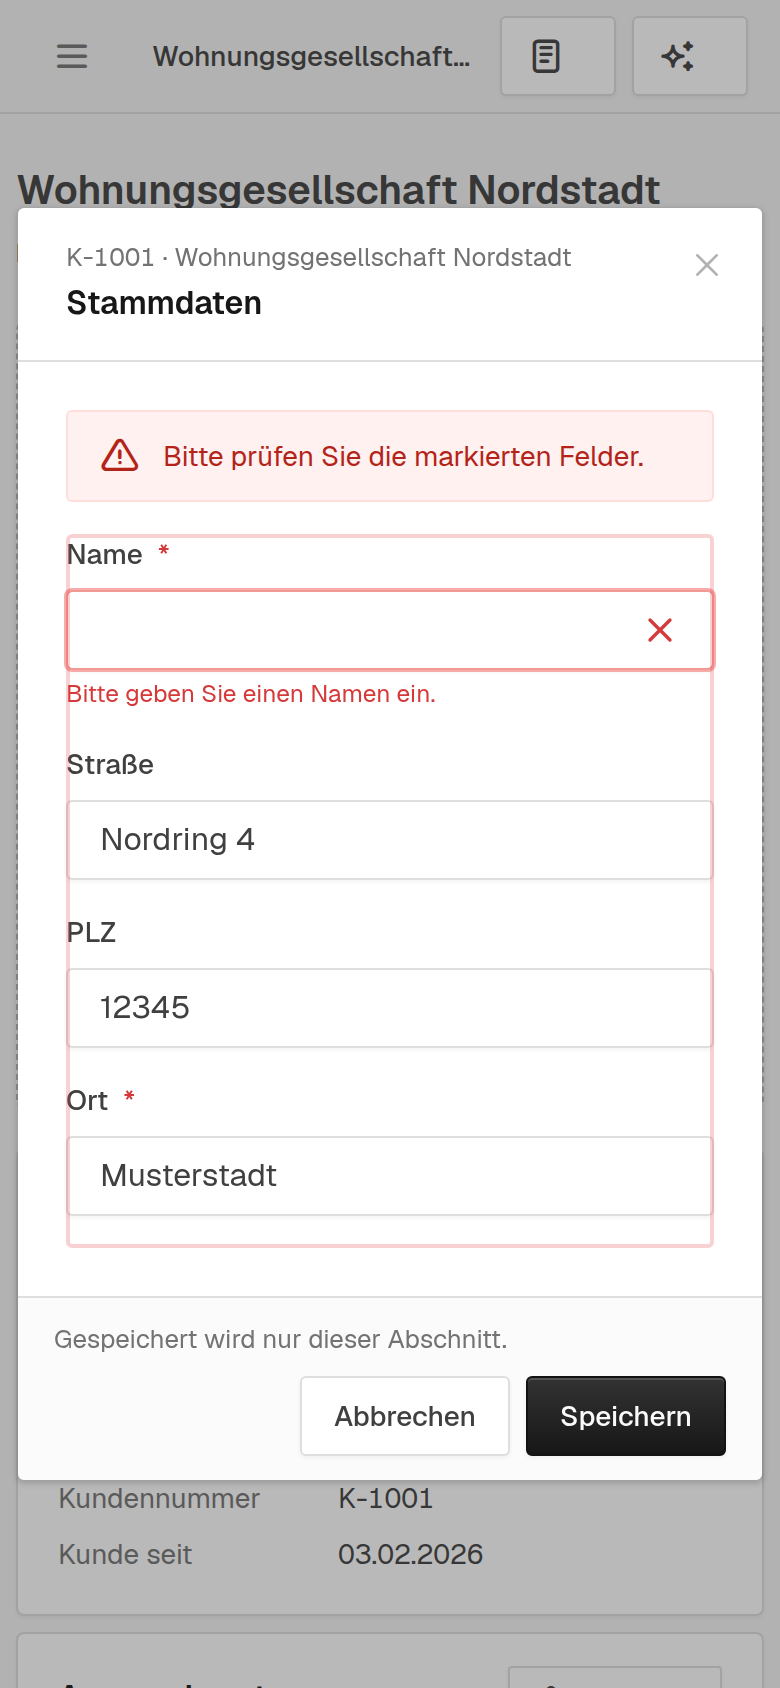 Wohnungsgesellschaft...
Wohnungsgesellschaft Nordstadt
K-1001 · Wohnungsgesellschaft Nordstadt
Stammdaten
Bitte prüfen Sie die markierten Felder.
Name *
Bitte geben Sie einen Namen ein.
Straße
Nordring 4
PLZ
12345
Ort *
Musterstadt
Gespeichert wird nur dieser Abschnitt.
Abbrechen
Speichern
Kundennummer K-1001
Kunde seit 03.02.2026